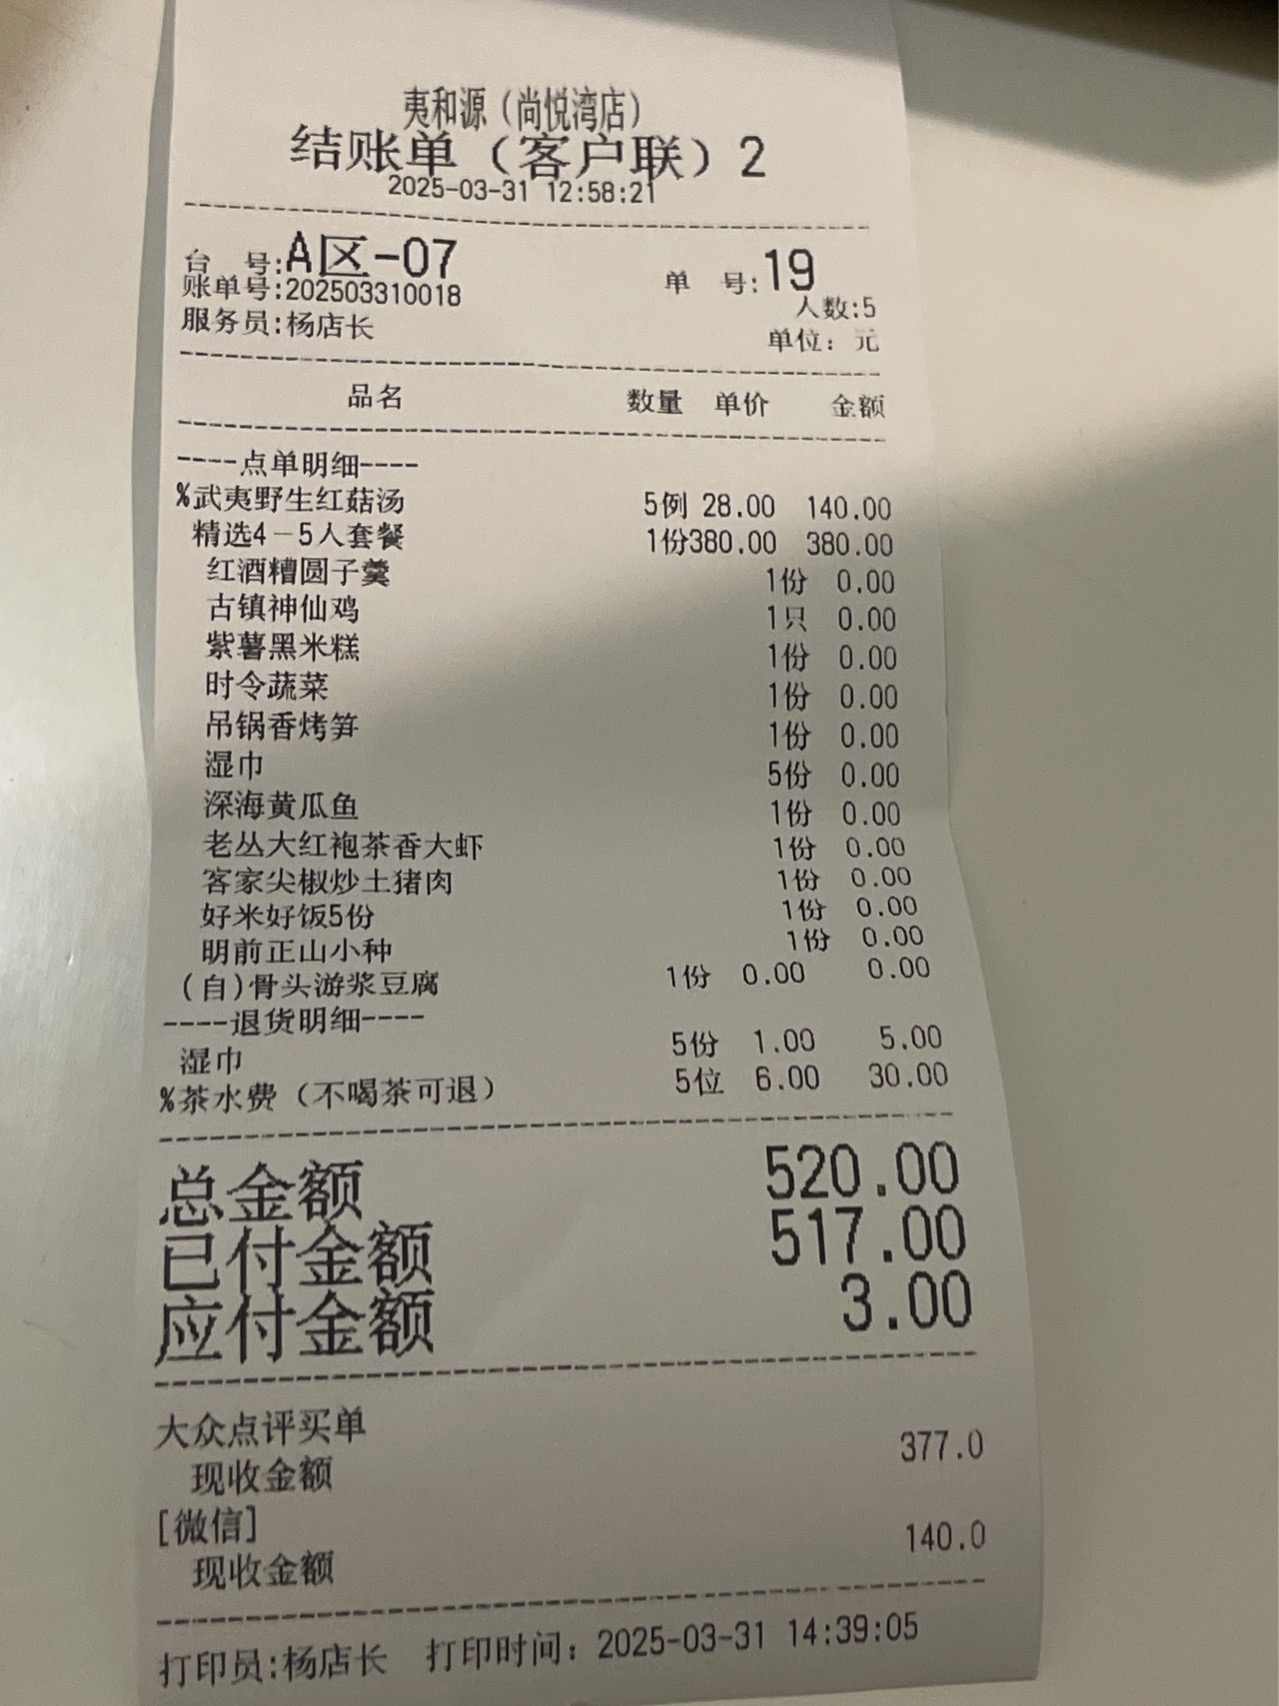 夷和源（尚悦湾店）
结账单（客户联）2
2025-03-31 12:58:21
台 号:A区-07 单 号:19
账单号:202503310018 人数:5
服务员:杨店长 单位：元
品名 数量 单价 金额
----点单明细----
%武夷野生红菇汤 5例 28.00 140.00
精选4－5人套餐 1份380.00 380.00
红酒糟圆子羹 1份 0.00
古镇神仙鸡 1只 0.00
紫薯黑米糕 1份 0.00
时令蔬菜 1份 0.00
吊锅香烤笋 1份 0.00
湿巾 5份 0.00
深海黄瓜鱼 1份 0.00
老丛大红袍茶香大虾 1份 0.00
客家尖椒炒土猪肉 1份 0.00
好米好饭5份 1份 0.00
明前正山小种 1份 0.00
(自)骨头游浆豆腐 1份 0.00 0.00
----退货明细----
湿巾 5份 1.00 5.00
%茶水费（不喝茶可退） 5位 6.00 30.00
总金额 520.00
已付金额 517.00
应付金额 3.00
大众点评买单
现收金额 377.0
[微信]
现收金额 140.0
打印员:杨店长 打印时间：2025-03-31 14:39:05